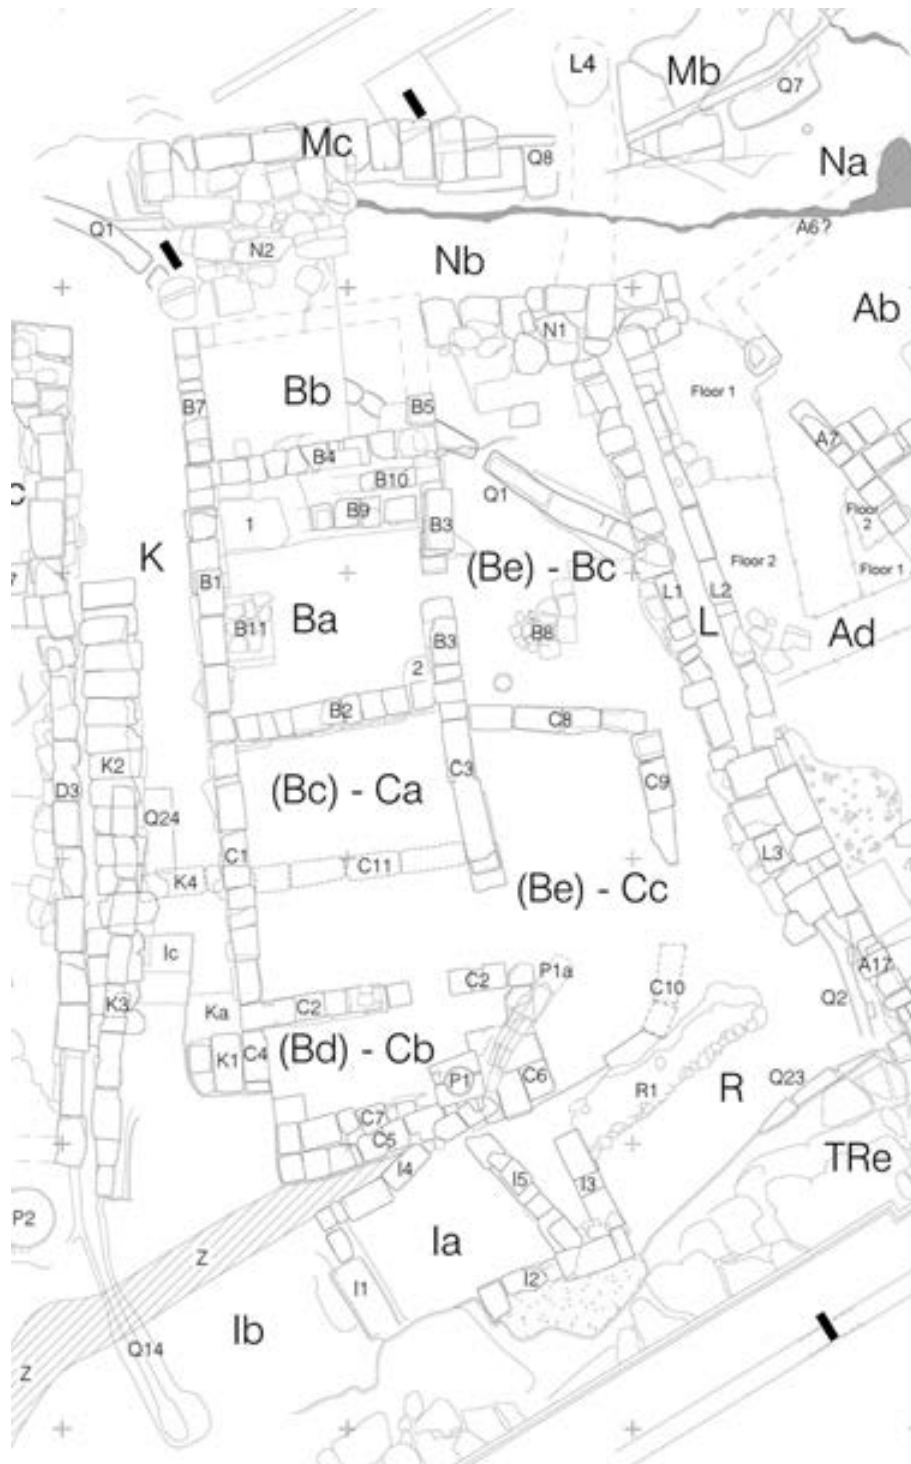 L4
Mb
Q7
Mc
Q8
Na
Q1
N2
A6?
Nb
Ab
N1
Bb
Floor 1
B7
B5
A7
B4
B10
Q1
1
B9
B3
Floor 2
c
K
(Be) - Bc
Floor 2
Floor 1
B1
L1
L2
7
Ba
B11
B8
L
Ad
B3
2
B2
C8
K2
D3
C3
C9
(Bc) - Ca
Q24
C1
L3
K4
C11
(Be) - Cc
Ic
A17
P1a
C2
C10
Q2
K3
Ka
C2
(Bd) - Cb
K1
C4
P1
C6
R1
R
Q23
C7
C5
TRe
I4
I5
I3
P2
Ia
Z
I1
I2
Ib
Q14
Z